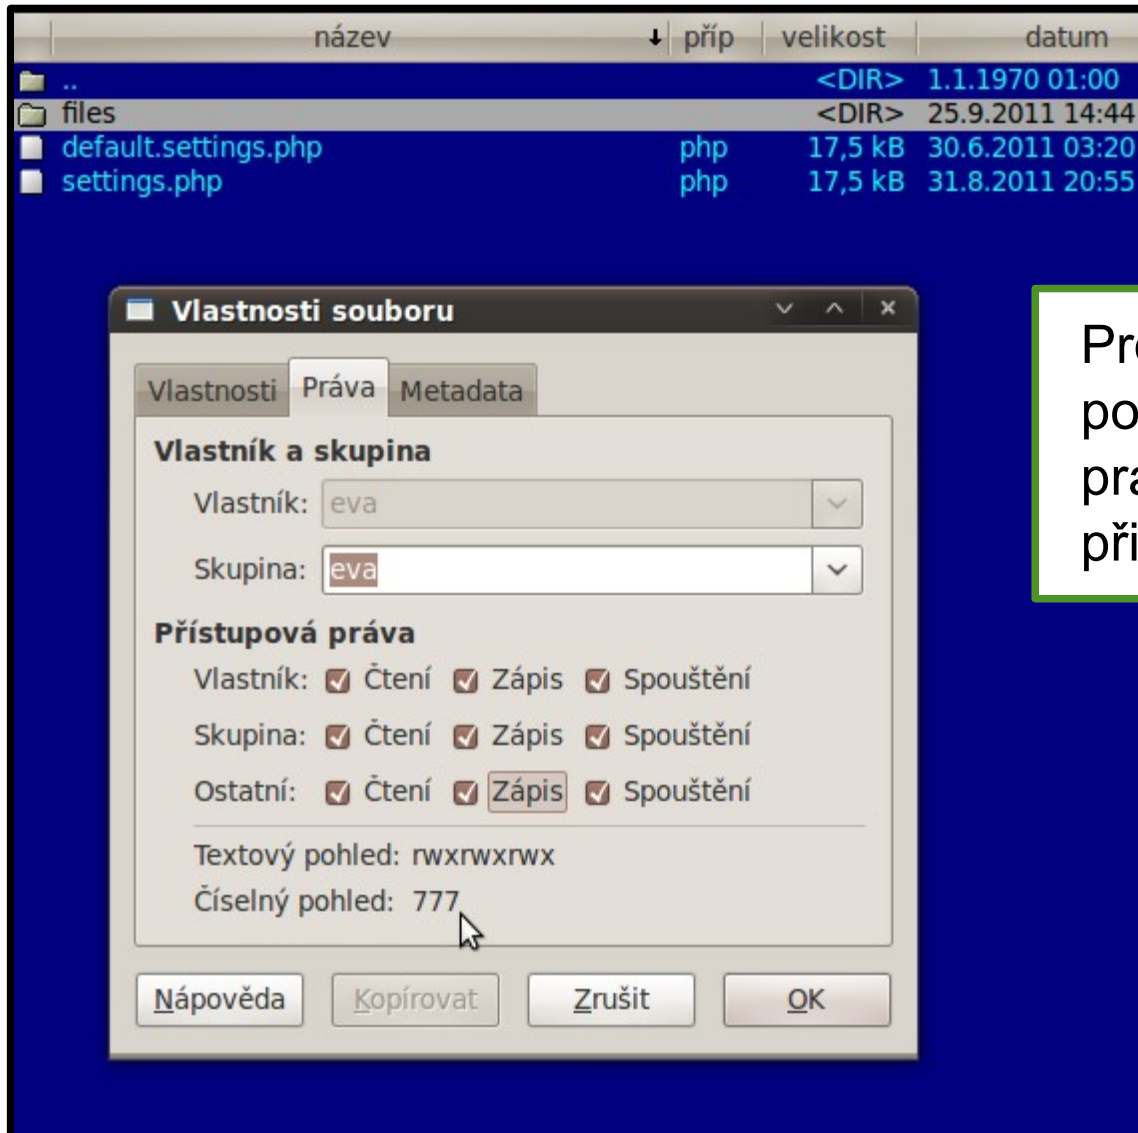 název příp velikost datum
.. <DIR> 1.1.1970 01:00
files <DIR> 25.9.2011 14:44
default.settings.php php 17,5 kB 30.6.2011 03:20
settings.php php 17,5 kB 31.8.2011 20:55
Vlastnosti souboru
Vlastnosti Práva Metadata
Vlastník a skupina
Vlastník: eva
Skupina: eva
Přístupová práva
Vlastník: Čtení Zápis Spouštění
Skupina: Čtení Zápis Spouštění
Ostatní: Čtení Zápis Spouštění
Textový pohled: rwxrwxrwx
Číselný pohled: 777
Nápověda Kopírovat Zrušit OK